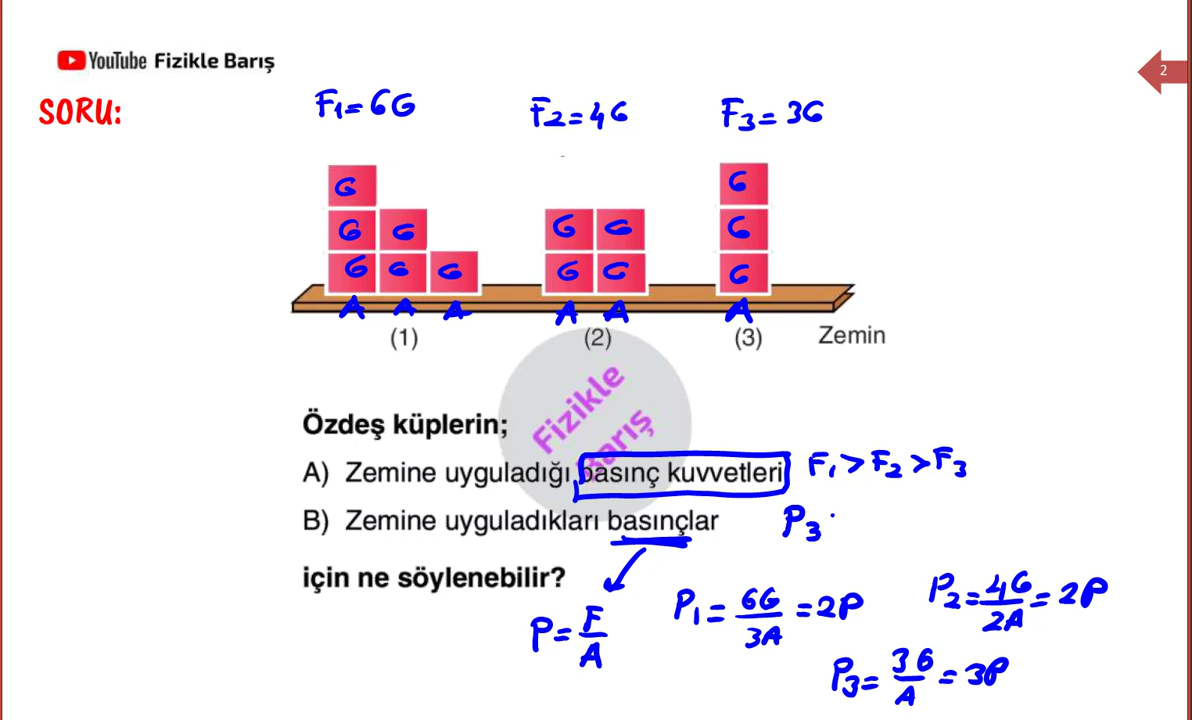 YouTube Fizikle Barış
2
SORU:
F1=6G F2=4G F3=3G
G G
G G G G G
G G G G G G
A A A A A A
(1) (2) (3) Zemin
Fizikle
Barış
Özdeş küplerin;
A) Zemine uyguladığı basınç kuvvetleri F1>F2>F3
B) Zemine uyguladıkları basınçlar P3
için ne söylenebilir?
P=F/A P1=6G/3A=2P P2=4G/2A=2P
P3=3G/A=3P